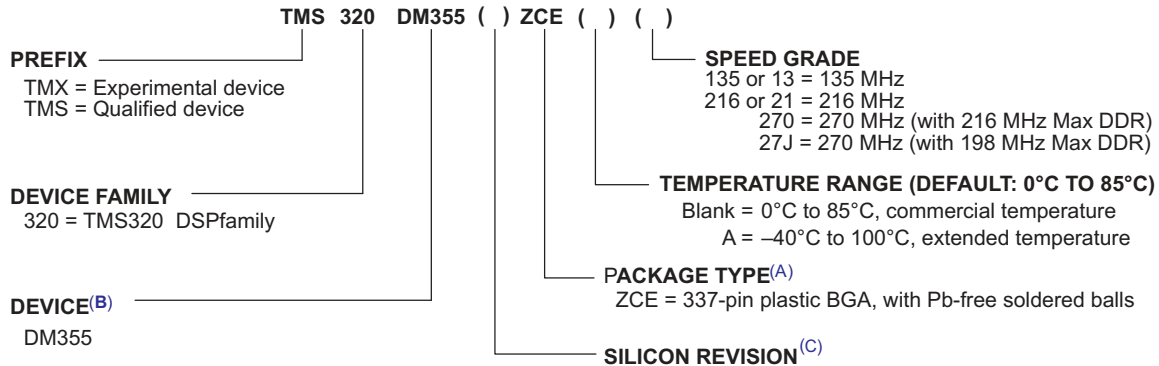 TMS 320 DM355 ( ) ZCE ( ) ( )
PREFIX
TMX = Experimental device
TMS = Qualified device
SPEED GRADE
135 or 13 = 135 MHz
216 or 21 = 216 MHz
270 = 270 MHz (with 216 MHz Max DDR)
27J = 270 MHz (with 198 MHz Max DDR)
DEVICE FAMILY
320 = TMS320 DSPfamily
TEMPERATURE RANGE (DEFAULT: 0°C TO 85°C)
Blank = 0°C to 85°C, commercial temperature
A = –40°C to 100°C, extended temperature
PACKAGE TYPE(A)
ZCE = 337-pin plastic BGA, with Pb-free soldered balls
DEVICE(B)
DM355
SILICON REVISION(C)